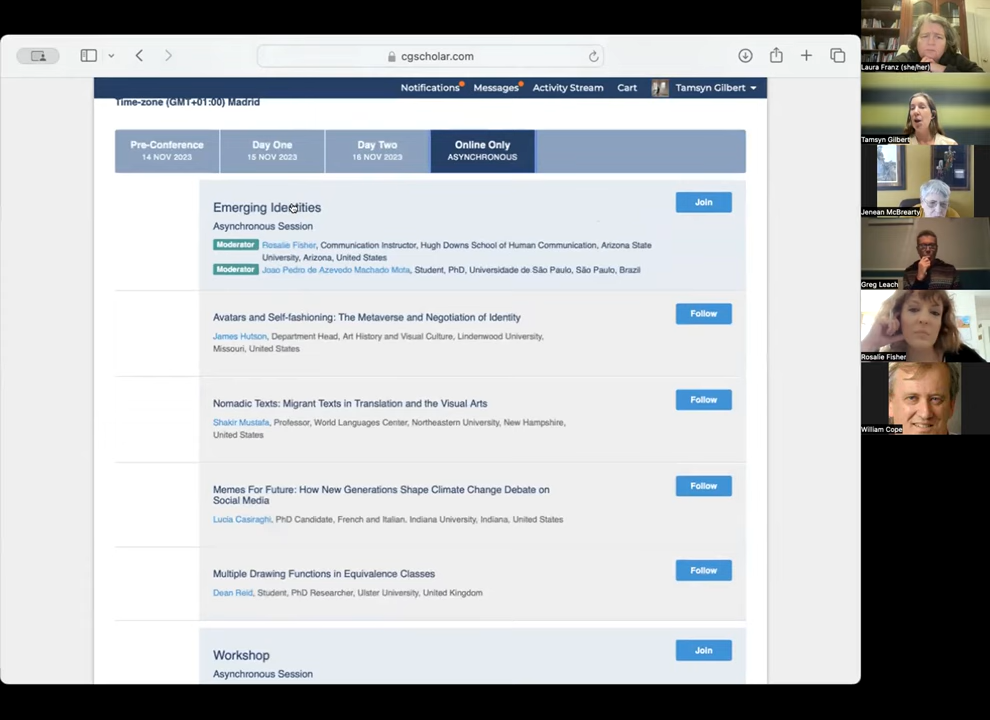 cgscholar.com
Notifications Messages Activity Stream Cart Tamsyn Gilbert
Time-zone (GMT+01:00) Madrid
Pre-Conference
14 NOV 2023
Day One
15 NOV 2023
Day Two
16 NOV 2023
Online Only
ASYNCHRONOUS
Emerging Identities
Join
Asynchronous Session
Moderator Rosalie Fisher, Communication Instructor, Hugh Downs School of Human Communication, Arizona State
University, Arizona, United States
Moderator Joao Pedro de Azevedo Machado Mota, Student, PhD, Universidade de São Paulo, São Paulo, Brazil
Avatars and Self-fashioning: The Metaverse and Negotiation of Identity
Follow
James Hutson, Department Head, Art History and Visual Culture, Lindenwood University,
Missouri, United States
Nomadic Texts: Migrant Texts in Translation and the Visual Arts
Follow
Shakir Mustafa, Professor, World Languages Center, Northeastern University, New Hampshire,
United States
Memes For Future: How New Generations Shape Climate Change Debate on
Social Media
Follow
Lucia Casiraghi, PhD Candidate, French and Italian, Indiana University, Indiana, United States
Multiple Drawing Functions in Equivalence Classes
Follow
Dean Reid, Student, PhD Researcher, Ulster University, United Kingdom
Workshop
Join
Asynchronous Session
Laura Franz (she/her)
Tamsyn Gilbert
Jenean McBrearty
Greg Leach
Rosalie Fisher
William Cope